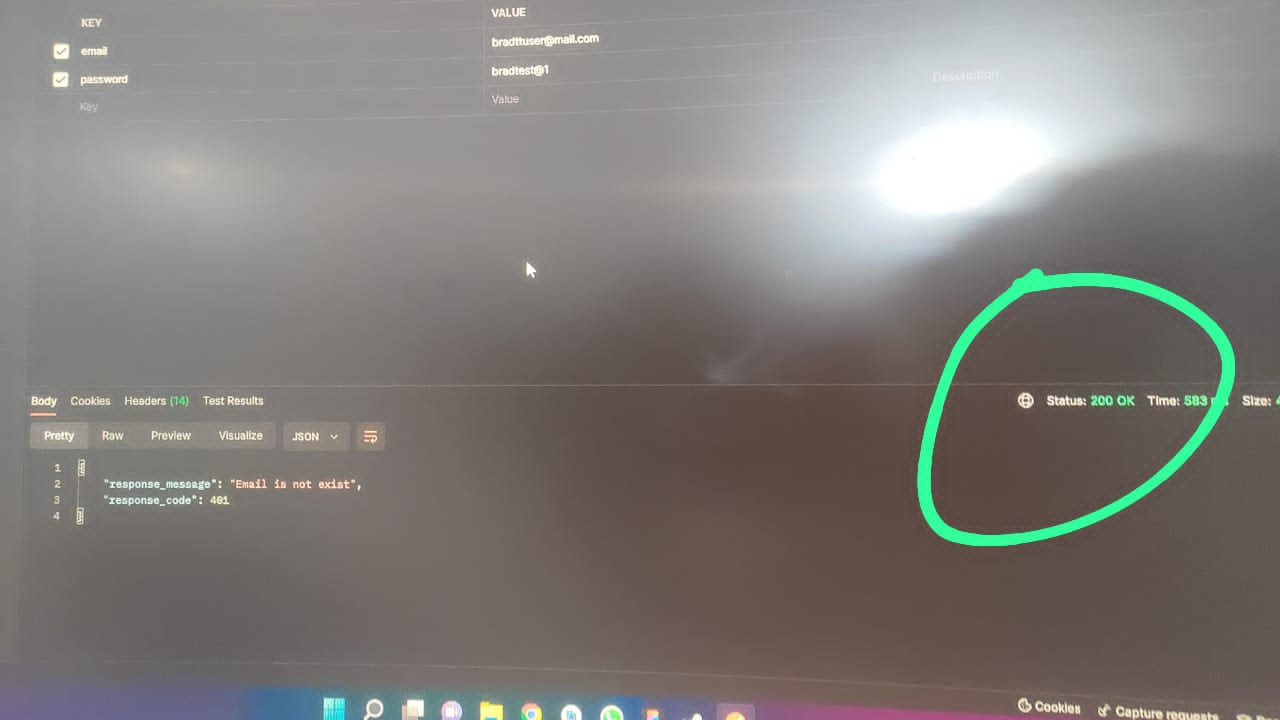 KEY VALUE
email bradttuser@mail.com
password bradtest@1
Key Value Description
Body Cookies Headers (14) Test Results Status: 200 OK Time: 583 Size:
Pretty Raw Preview Visualize JSON
1 {
2 "response_message": "Email is not exist",
3 "response_code": 401
4 }
Cookies Capture requests